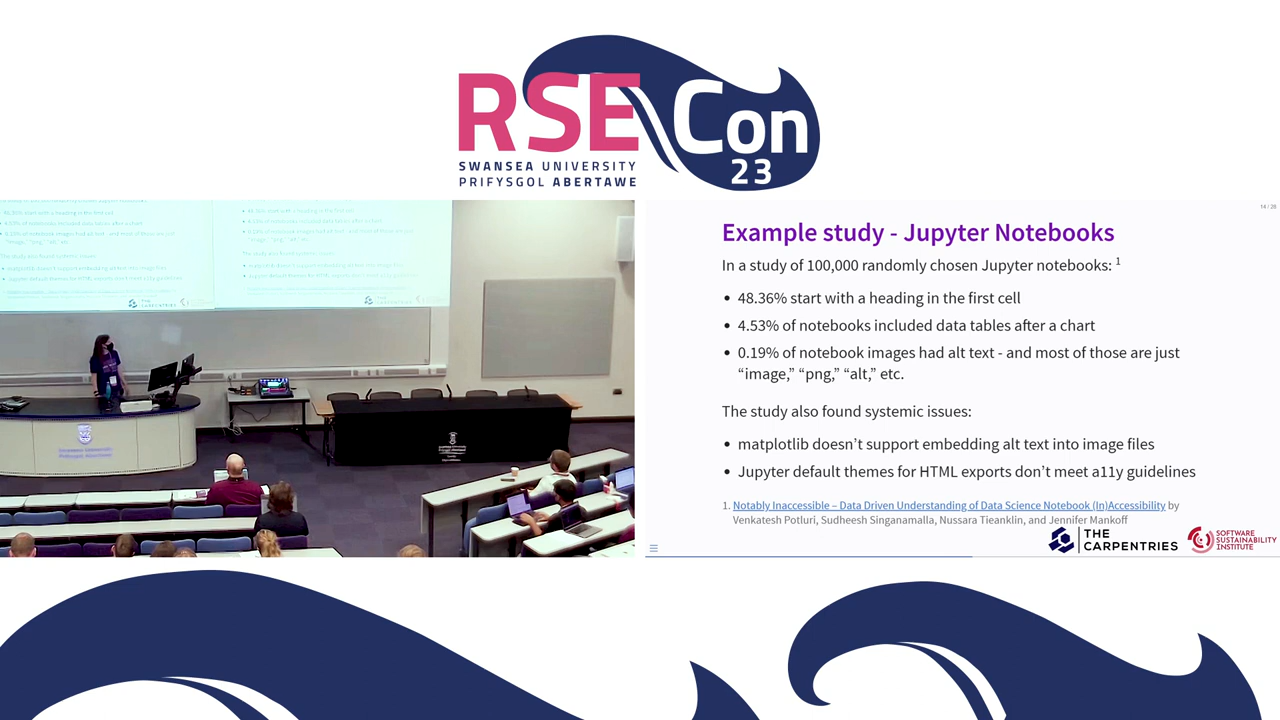 RSE Con
23
SWANSEA UNIVERSITY
PRIFYSGOL ABERTAWE
14 / 28
Example study - Jupyter Notebooks
In a study of 100,000 randomly chosen Jupyter notebooks: 1
• 48.36% start with a heading in the first cell
• 4.53% of notebooks included data tables after a chart
• 0.19% of notebook images had alt text - and most of those are just
“image,” “png,” “alt,” etc.
The study also found systemic issues:
• matplotlib doesn’t support embedding alt text into image files
• Jupyter default themes for HTML exports don’t meet a11y guidelines
1. Notably Inaccessible – Data Driven Understanding of Data Science Notebook (In)Accessibility by
Venkatesh Potluri, Sudheesh Singanamalla, Nussara Tieanklin, and Jennifer Mankoff
THE
CARPENTRIES
SOFTWARE
SUSTAINABILITY
INSTITUTE